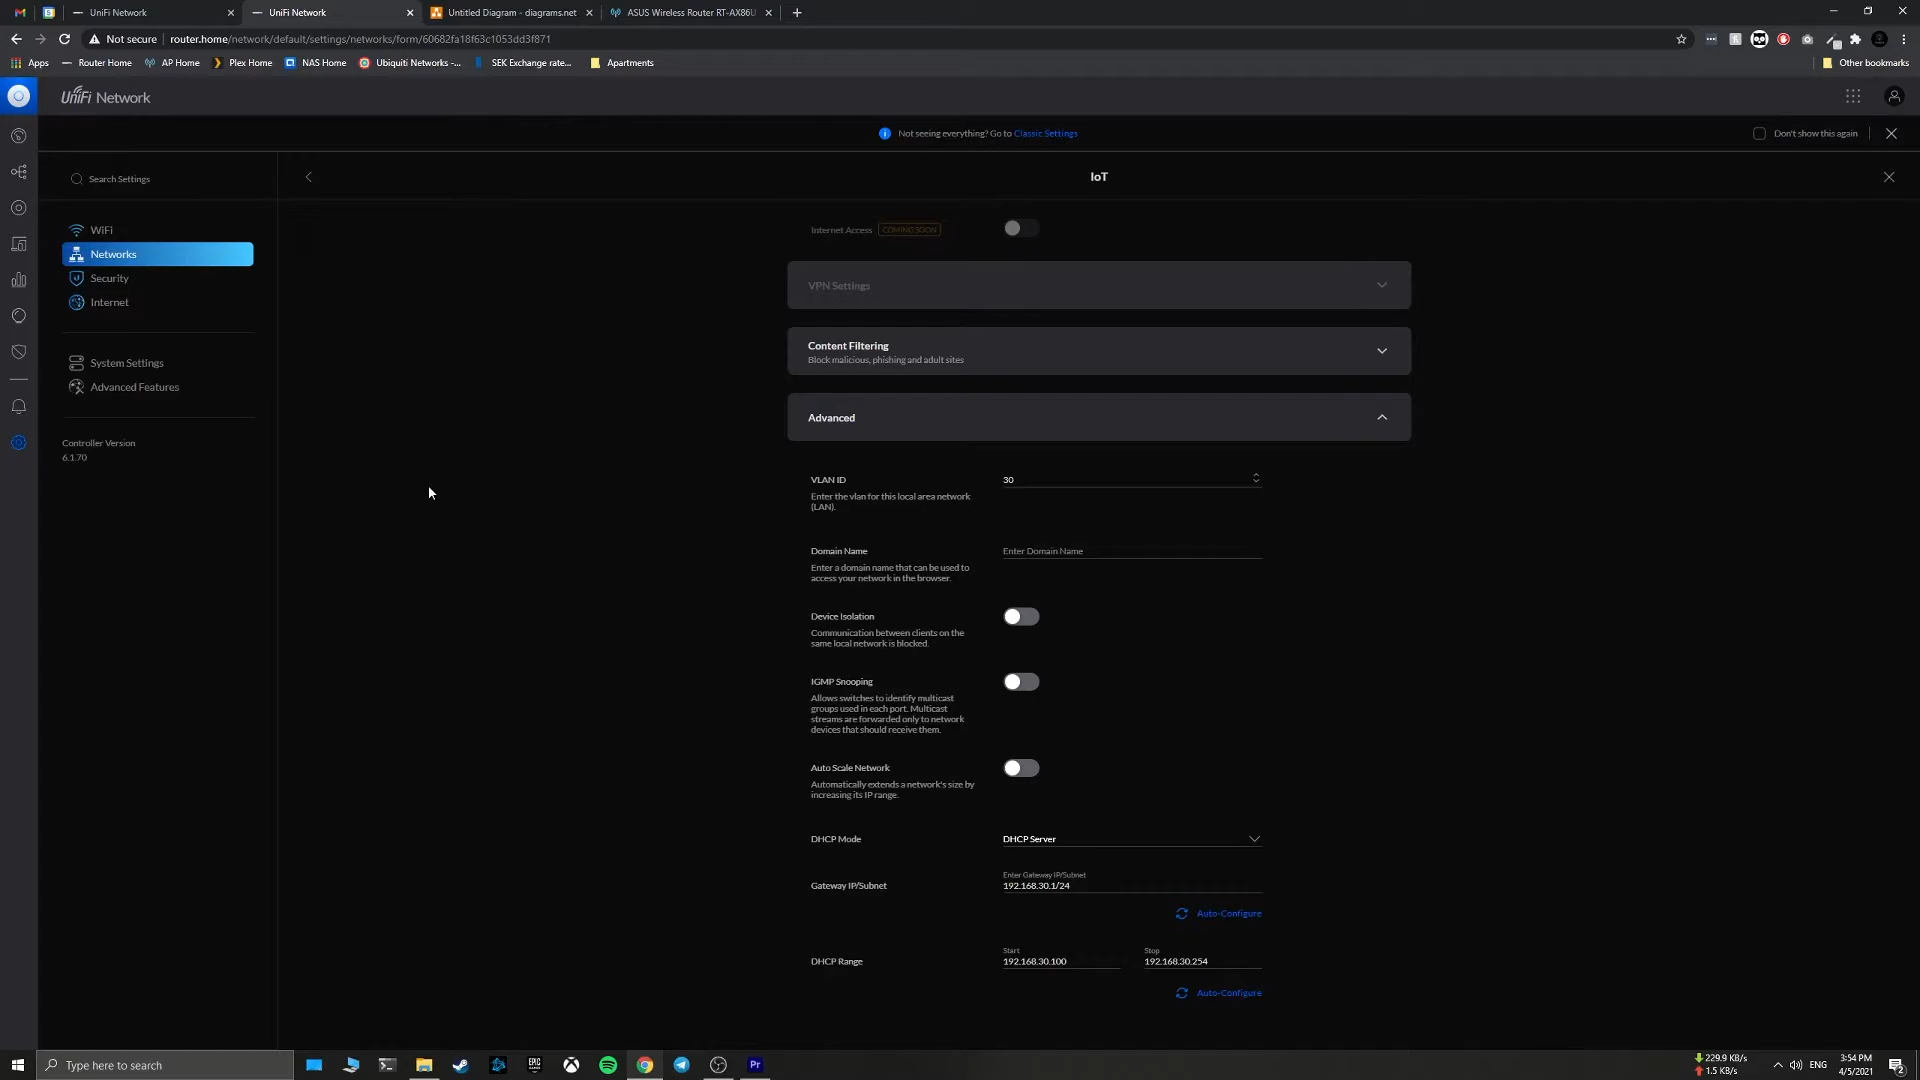 UniFi Network
UniFi Network
Untitled Diagram - diagrams.net
ASUS Wireless Router RT-AX86U
Not secure
router.home/network/default/settings/networks/form/60682fa18f63c1053dd3f871
Apps
Router Home
AP Home
Plex Home
NAS Home
Ubiquiti Networks -...
SEK Exchange rate...
Apartments
Other bookmarks
UniFi Network
Not seeing everything? Go to Classic Settings
Don't show this again
Search Settings
IoT
WiFi
Networks
Security
Internet
System Settings
Advanced Features
Controller Version
6.1.70
Internet Access COMING SOON
VPN Settings
Content Filtering
Block malicious, phishing and adult sites
Advanced
VLAN ID
30
Enter the vlan for this local area network
(LAN).
Domain Name
Enter Domain Name
Enter a domain name that can be used to
access your network in the browser.
Device Isolation
Communication between clients on the
same local network is blocked.
IGMP Snooping
Allows switches to identify multicast
groups used in each port. Multicast
streams are forwarded only to network
devices that should receive them.
Auto Scale Network
Automatically extends a network's size by
increasing its IP range.
DHCP Mode
DHCP Server
Gateway IP/Subnet
Enter Gateway IP/Subnet
192.168.30.1/24
Auto-Configure
DHCP Range
Start
192.168.30.100
Stop
192.168.30.254
Auto-Configure
Type here to search
EPIC
GAMES
Pr
229.9 KB/s
1.5 KB/s
ENG
3:54 PM
4/5/2021
2